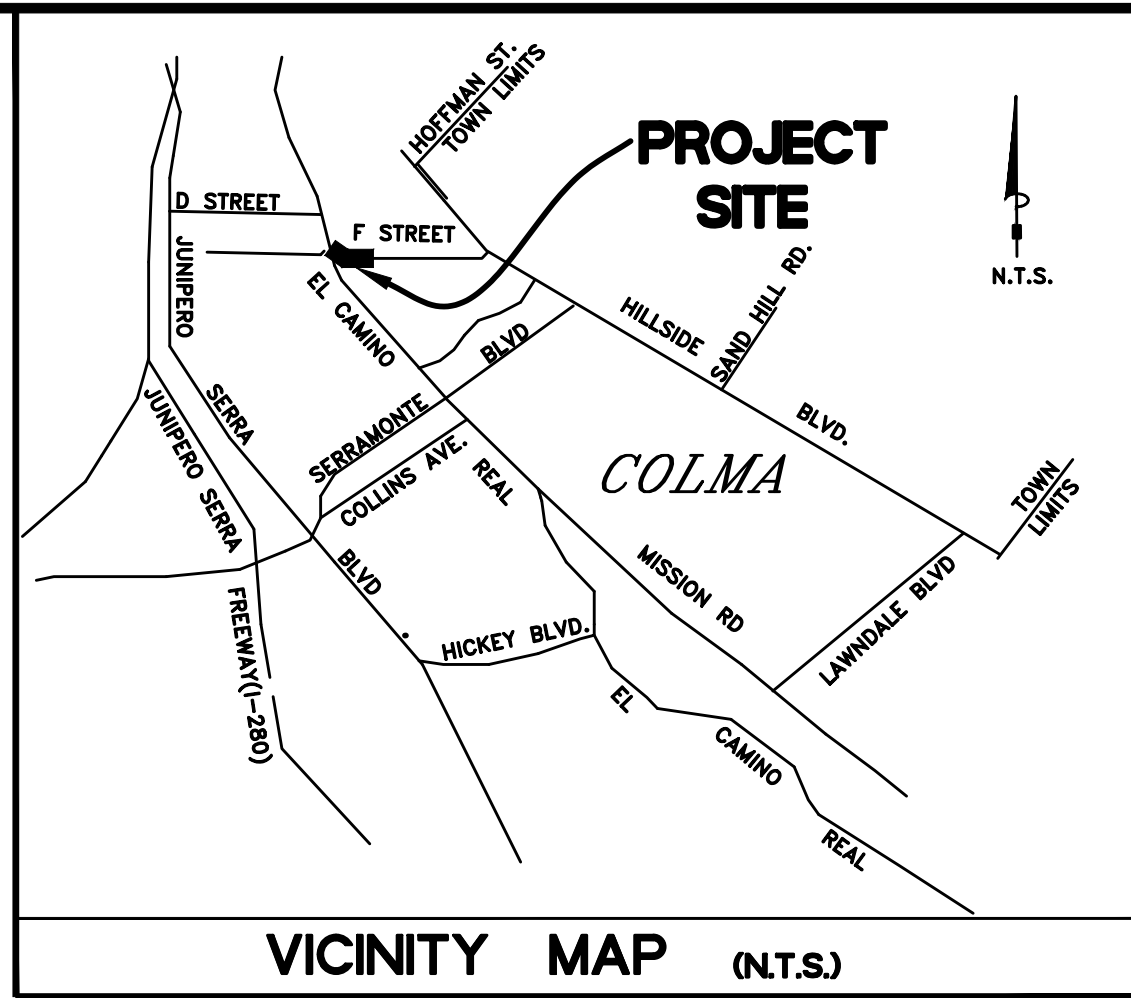 HOFFMAN ST.
TOWN LIMITS
PROJECT
SITE
N.T.S.
D STREET
F STREET
JUNIPERO
EL CAMINO
HILLSIDE
SAND HILL RD.
BLVD
SERRA
JUNIPERO SERRA
SERRAMONTE
BLVD.
COLLINS AVE.
REAL
COLMA
TOWN
LIMITS
BLVD
MISSION RD
LAWNDALE BLVD
FREEWAY(I-280)
HICKEY BLVD.
EL
CAMINO
REAL
VICINITY MAP (N.T.S.)